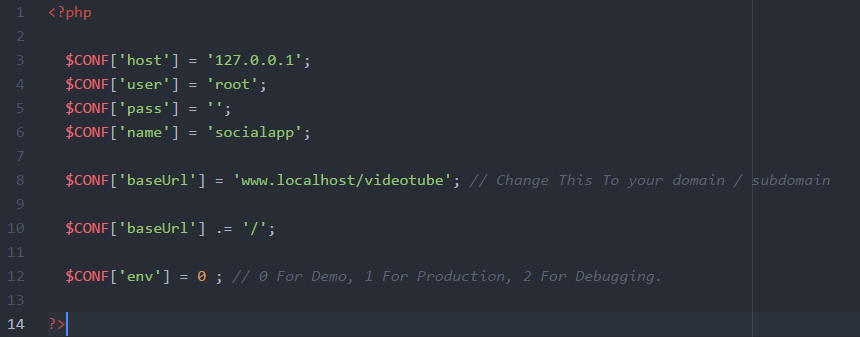 1 <?php
2
3 $CONF['host'] = '127.0.0.1';
4 $CONF['user'] = 'root';
5 $CONF['pass'] = '';
6 $CONF['name'] = 'socialapp';
7
8 $CONF['baseUrl'] = 'www.localhost/videotube'; // Change This To your domain / subdomain
9
10 $CONF['baseUrl'] .= '/';
11
12 $CONF['env'] = 0 ; // 0 For Demo, 1 For Production, 2 For Debugging.
13
14 ?>